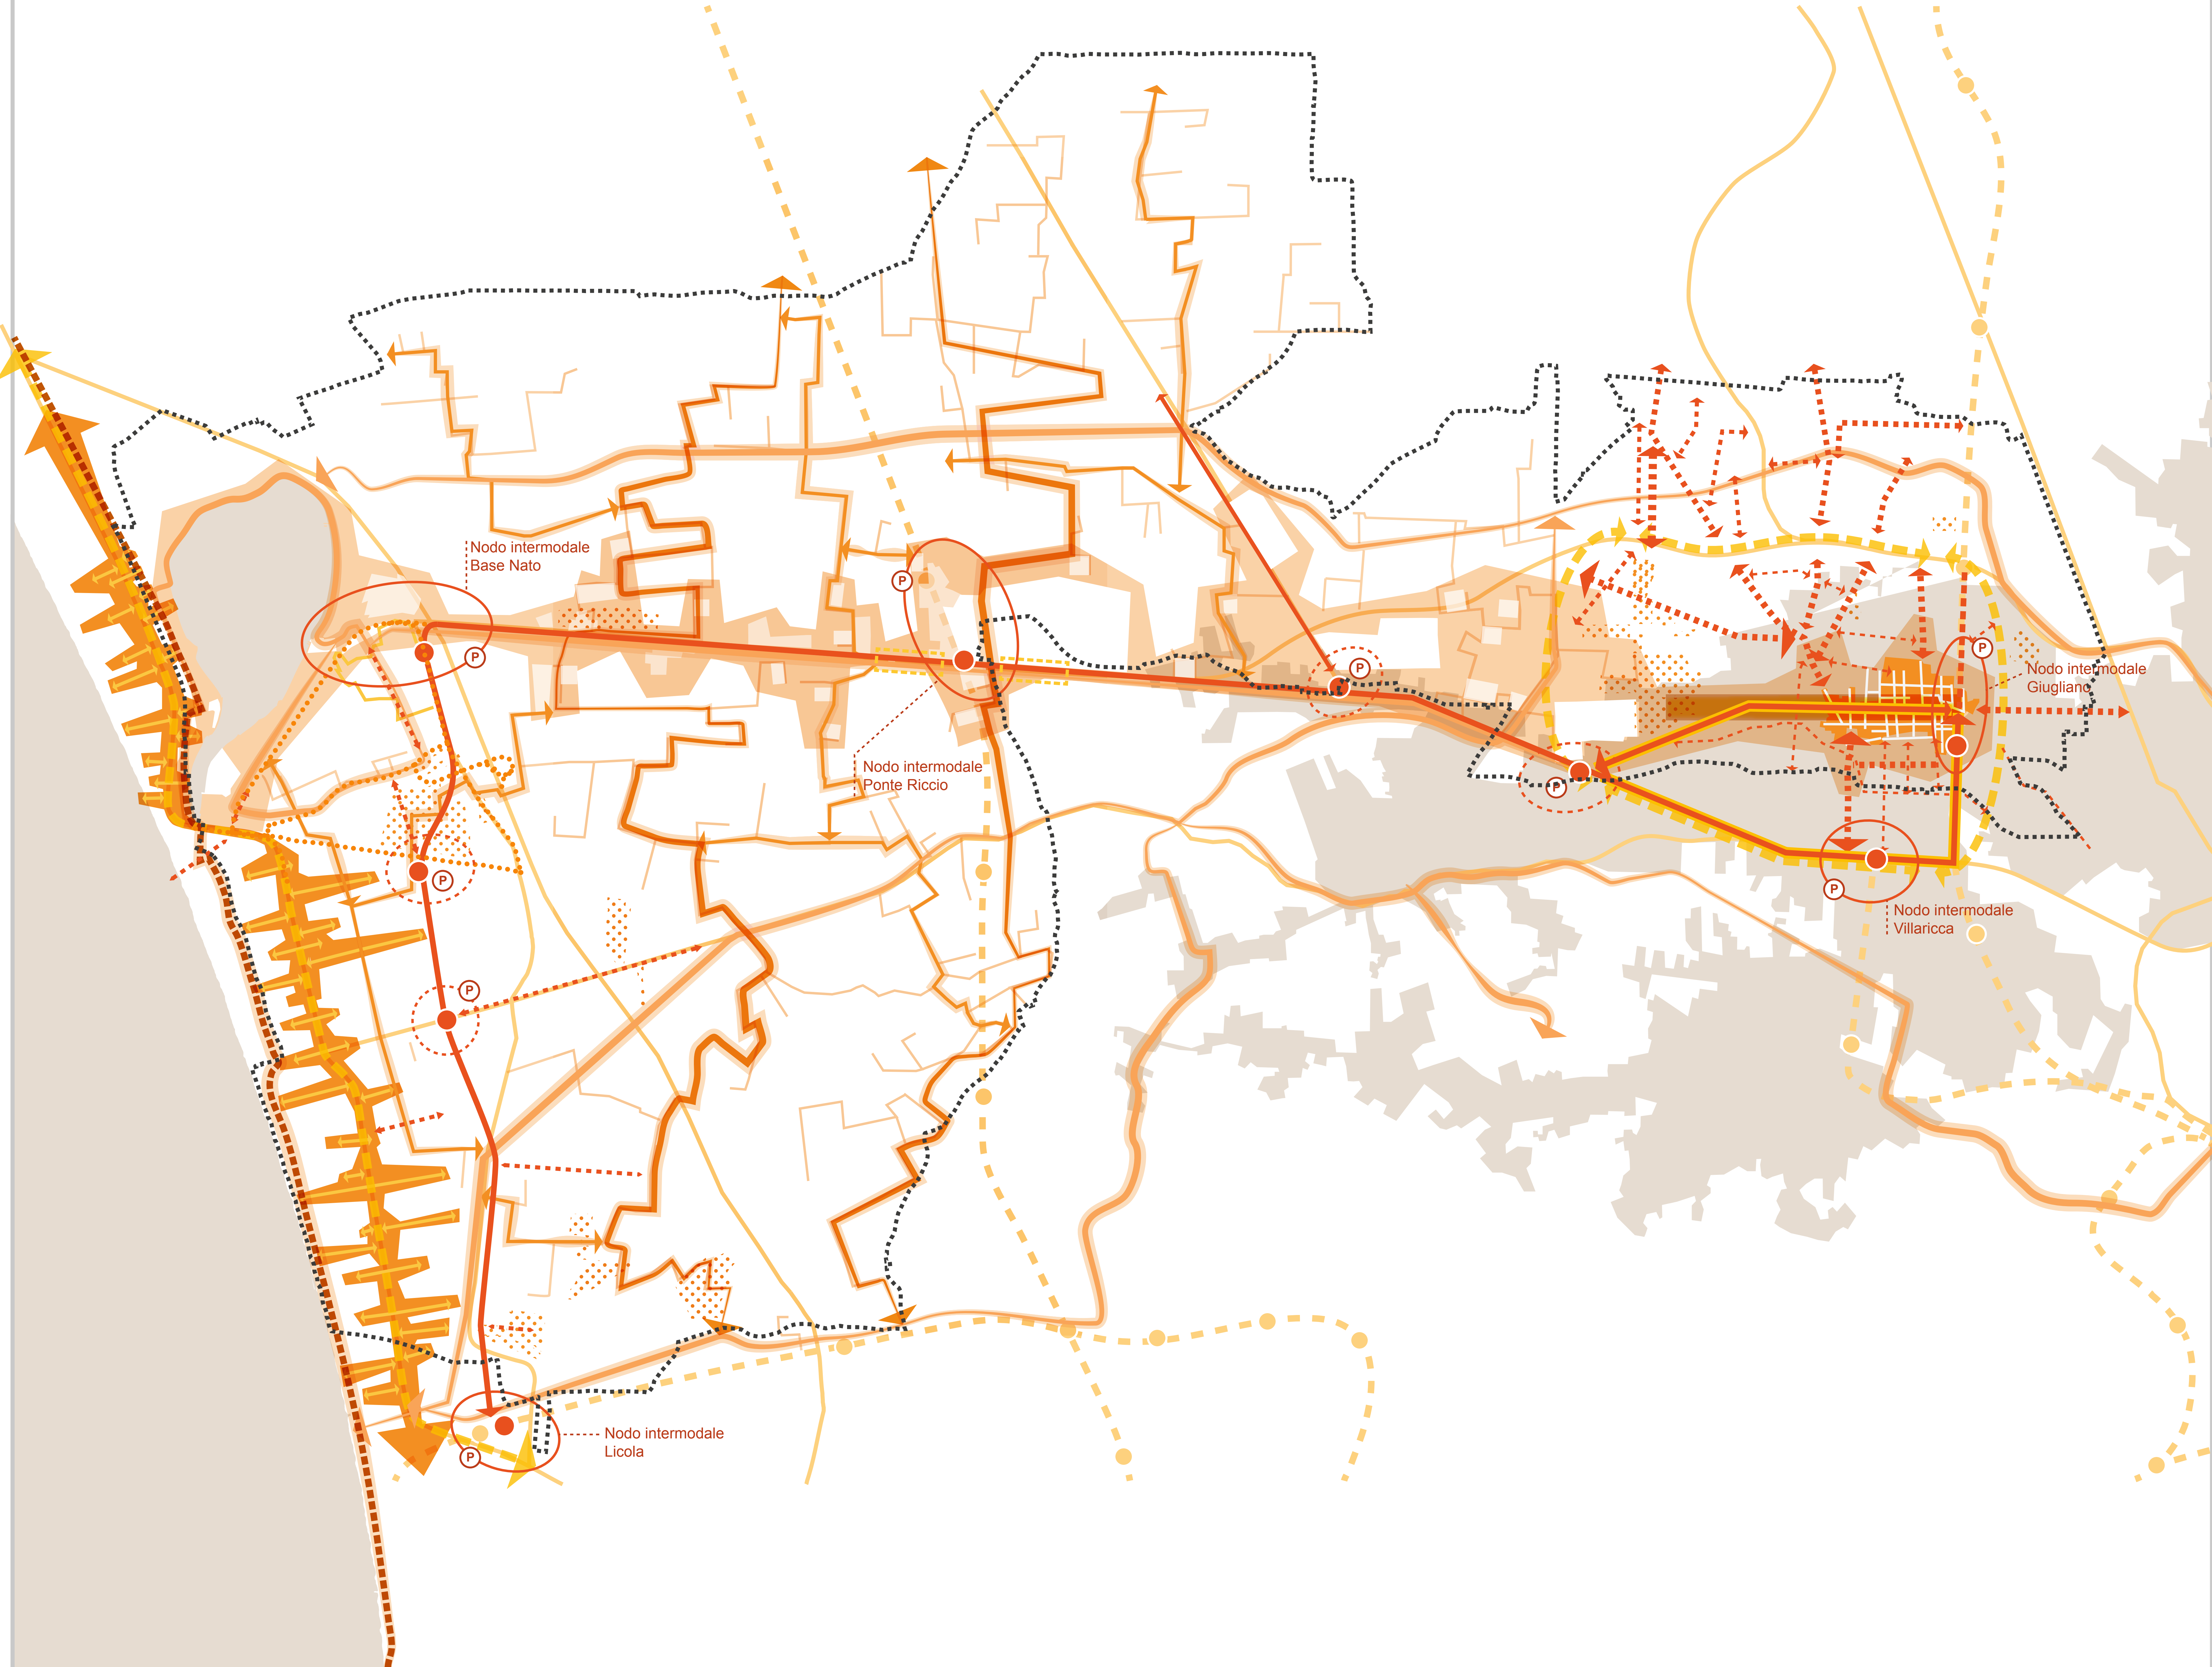 Nodo intermodale
Base Nato
P
P
P
P
Nodo intermodale
Giugliano
Nodo intermodale
Ponte Riccio
P
P
P
Nodo intermodale
Villaricca
P
Nodo intermodale
Licola
P